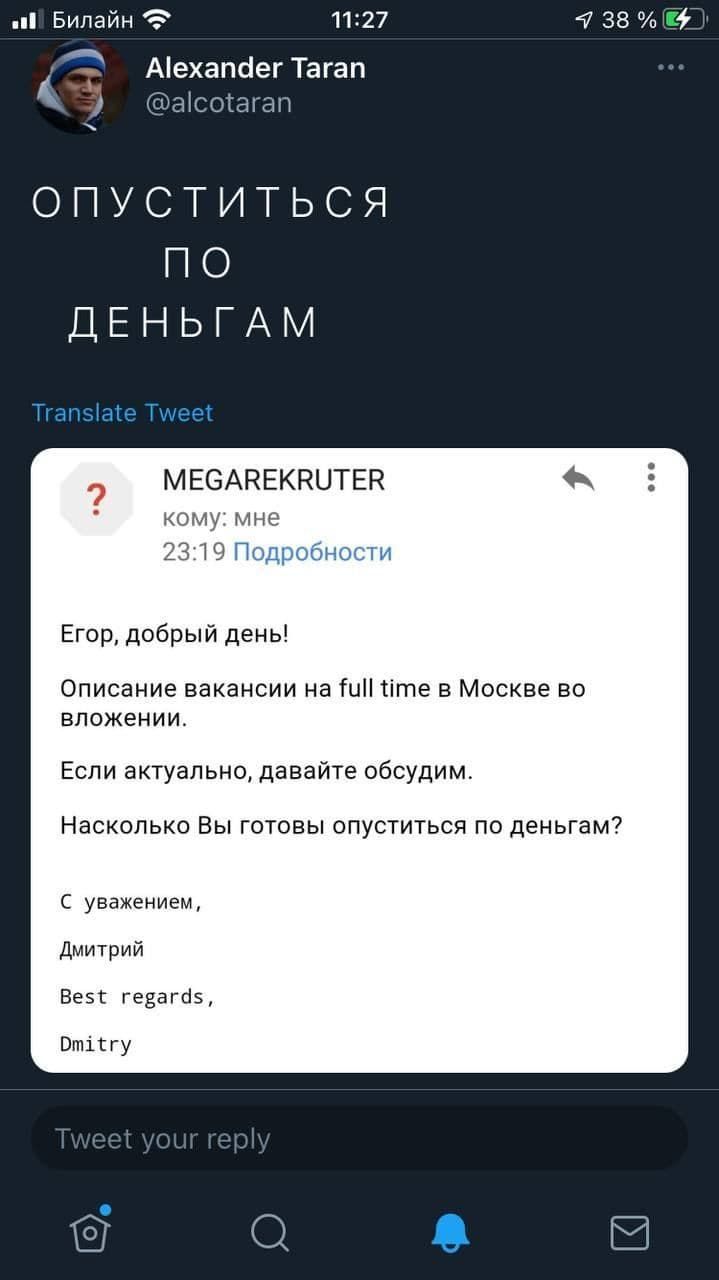 Билайн 11:27 38 %
Alexander Taran
@alcotaran
ОПУСТИТЬСЯ
ПО
ДЕНЬГАМ
Translate Tweet
?
MEGAREKRUTER
кому: мне
23:19 Подробности
Егор, добрый день!
Описание вакансии на full time в Москве во
вложении.
Если актуально, давайте обсудим.
Насколько Вы готовы опуститься по деньгам?
С уважением,
Дмитрий
Best regards,
Dmitry
Tweet your reply